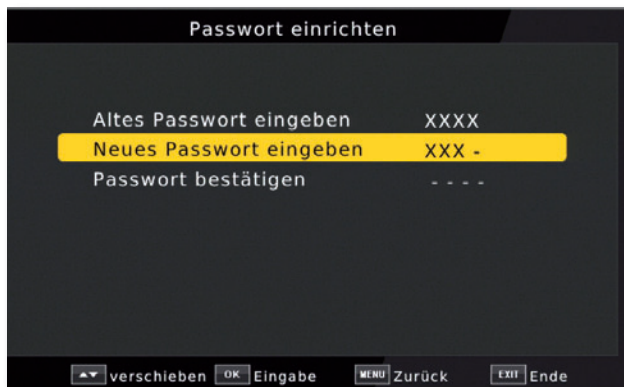 Passwort einrichten
Altes Passwort eingeben XXXX
Neues Passwort eingeben XXX -
Passwort bestätigen - - - -
▲▼ verschieben OK Eingabe MENU Zurück EXIT Ende